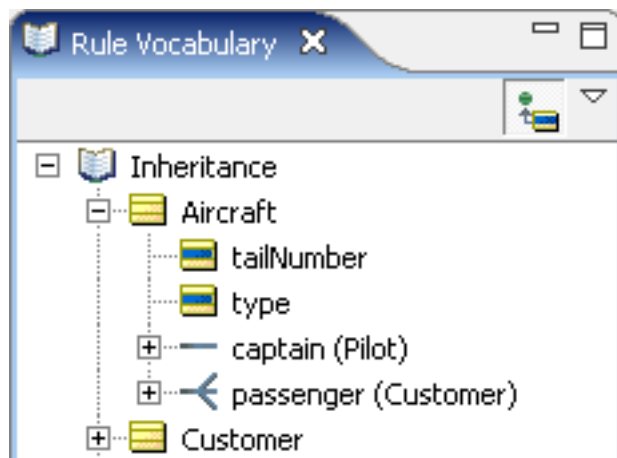 Rule Vocabulary
Inheritance
Aircraft
tailNumber
type
captain (Pilot)
passenger (Customer)
Customer